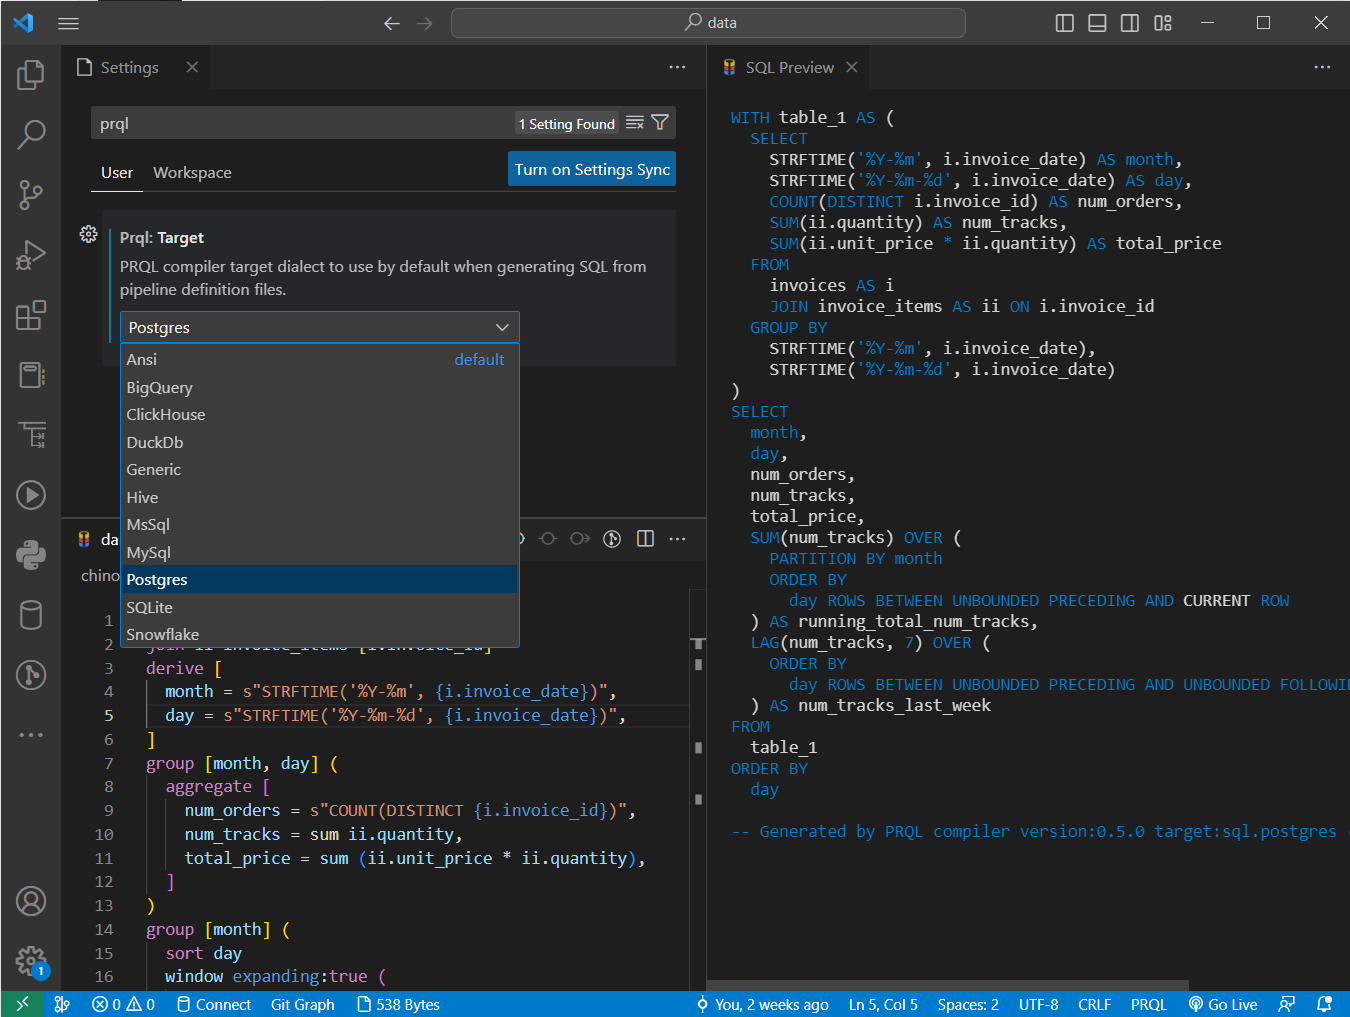 data
Settings
prql
1 Setting Found
User
Workspace
Turn on Settings Sync
Prql: Target
PRQL compiler target dialect to use by default when generating SQL from
pipeline definition files.
Postgres
Ansi default
BigQuery
ClickHouse
DuckDb
Generic
Hive
MsSql
MySql
Postgres
SQLite
Snowflake
da
chino
1
2
3 derive [
4 month = s"STRFTIME('%Y-%m', {i.invoice_date})",
5 day = s"STRFTIME('%Y-%m-%d', {i.invoice_date})",
6 ]
7 group [month, day] (
8 aggregate [
9 num_orders = s"COUNT(DISTINCT {i.invoice_id})",
10 num_tracks = sum ii.quantity,
11 total_price = sum (ii.unit_price * ii.quantity),
12 ]
13 )
14 group [month] (
15 sort day
16 window expanding:true (
SQL Preview
WITH table_1 AS (
SELECT
STRFTIME('%Y-%m', i.invoice_date) AS month,
STRFTIME('%Y-%m-%d', i.invoice_date) AS day,
COUNT(DISTINCT i.invoice_id) AS num_orders,
SUM(ii.quantity) AS num_tracks,
SUM(ii.unit_price * ii.quantity) AS total_price
FROM
invoices AS i
JOIN invoice_items AS ii ON i.invoice_id
GROUP BY
STRFTIME('%Y-%m', i.invoice_date),
STRFTIME('%Y-%m-%d', i.invoice_date)
)
SELECT
month,
day,
num_orders,
num_tracks,
total_price,
SUM(num_tracks) OVER (
PARTITION BY month
ORDER BY
day ROWS BETWEEN UNBOUNDED PRECEDING AND CURRENT ROW
) AS running_total_num_tracks,
LAG(num_tracks, 7) OVER (
ORDER BY
day ROWS BETWEEN UNBOUNDED PRECEDING AND UNBOUNDED FOLLOWI
) AS num_tracks_last_week
FROM
table_1
ORDER BY
day
-- Generated by PRQL compiler version:0.5.0 target:sql.postgres (
1
0 0 Connect Git Graph 538 Bytes You, 2 weeks ago Ln 5, Col 5 Spaces: 2 UTF-8 CRLF PRQL Go Live